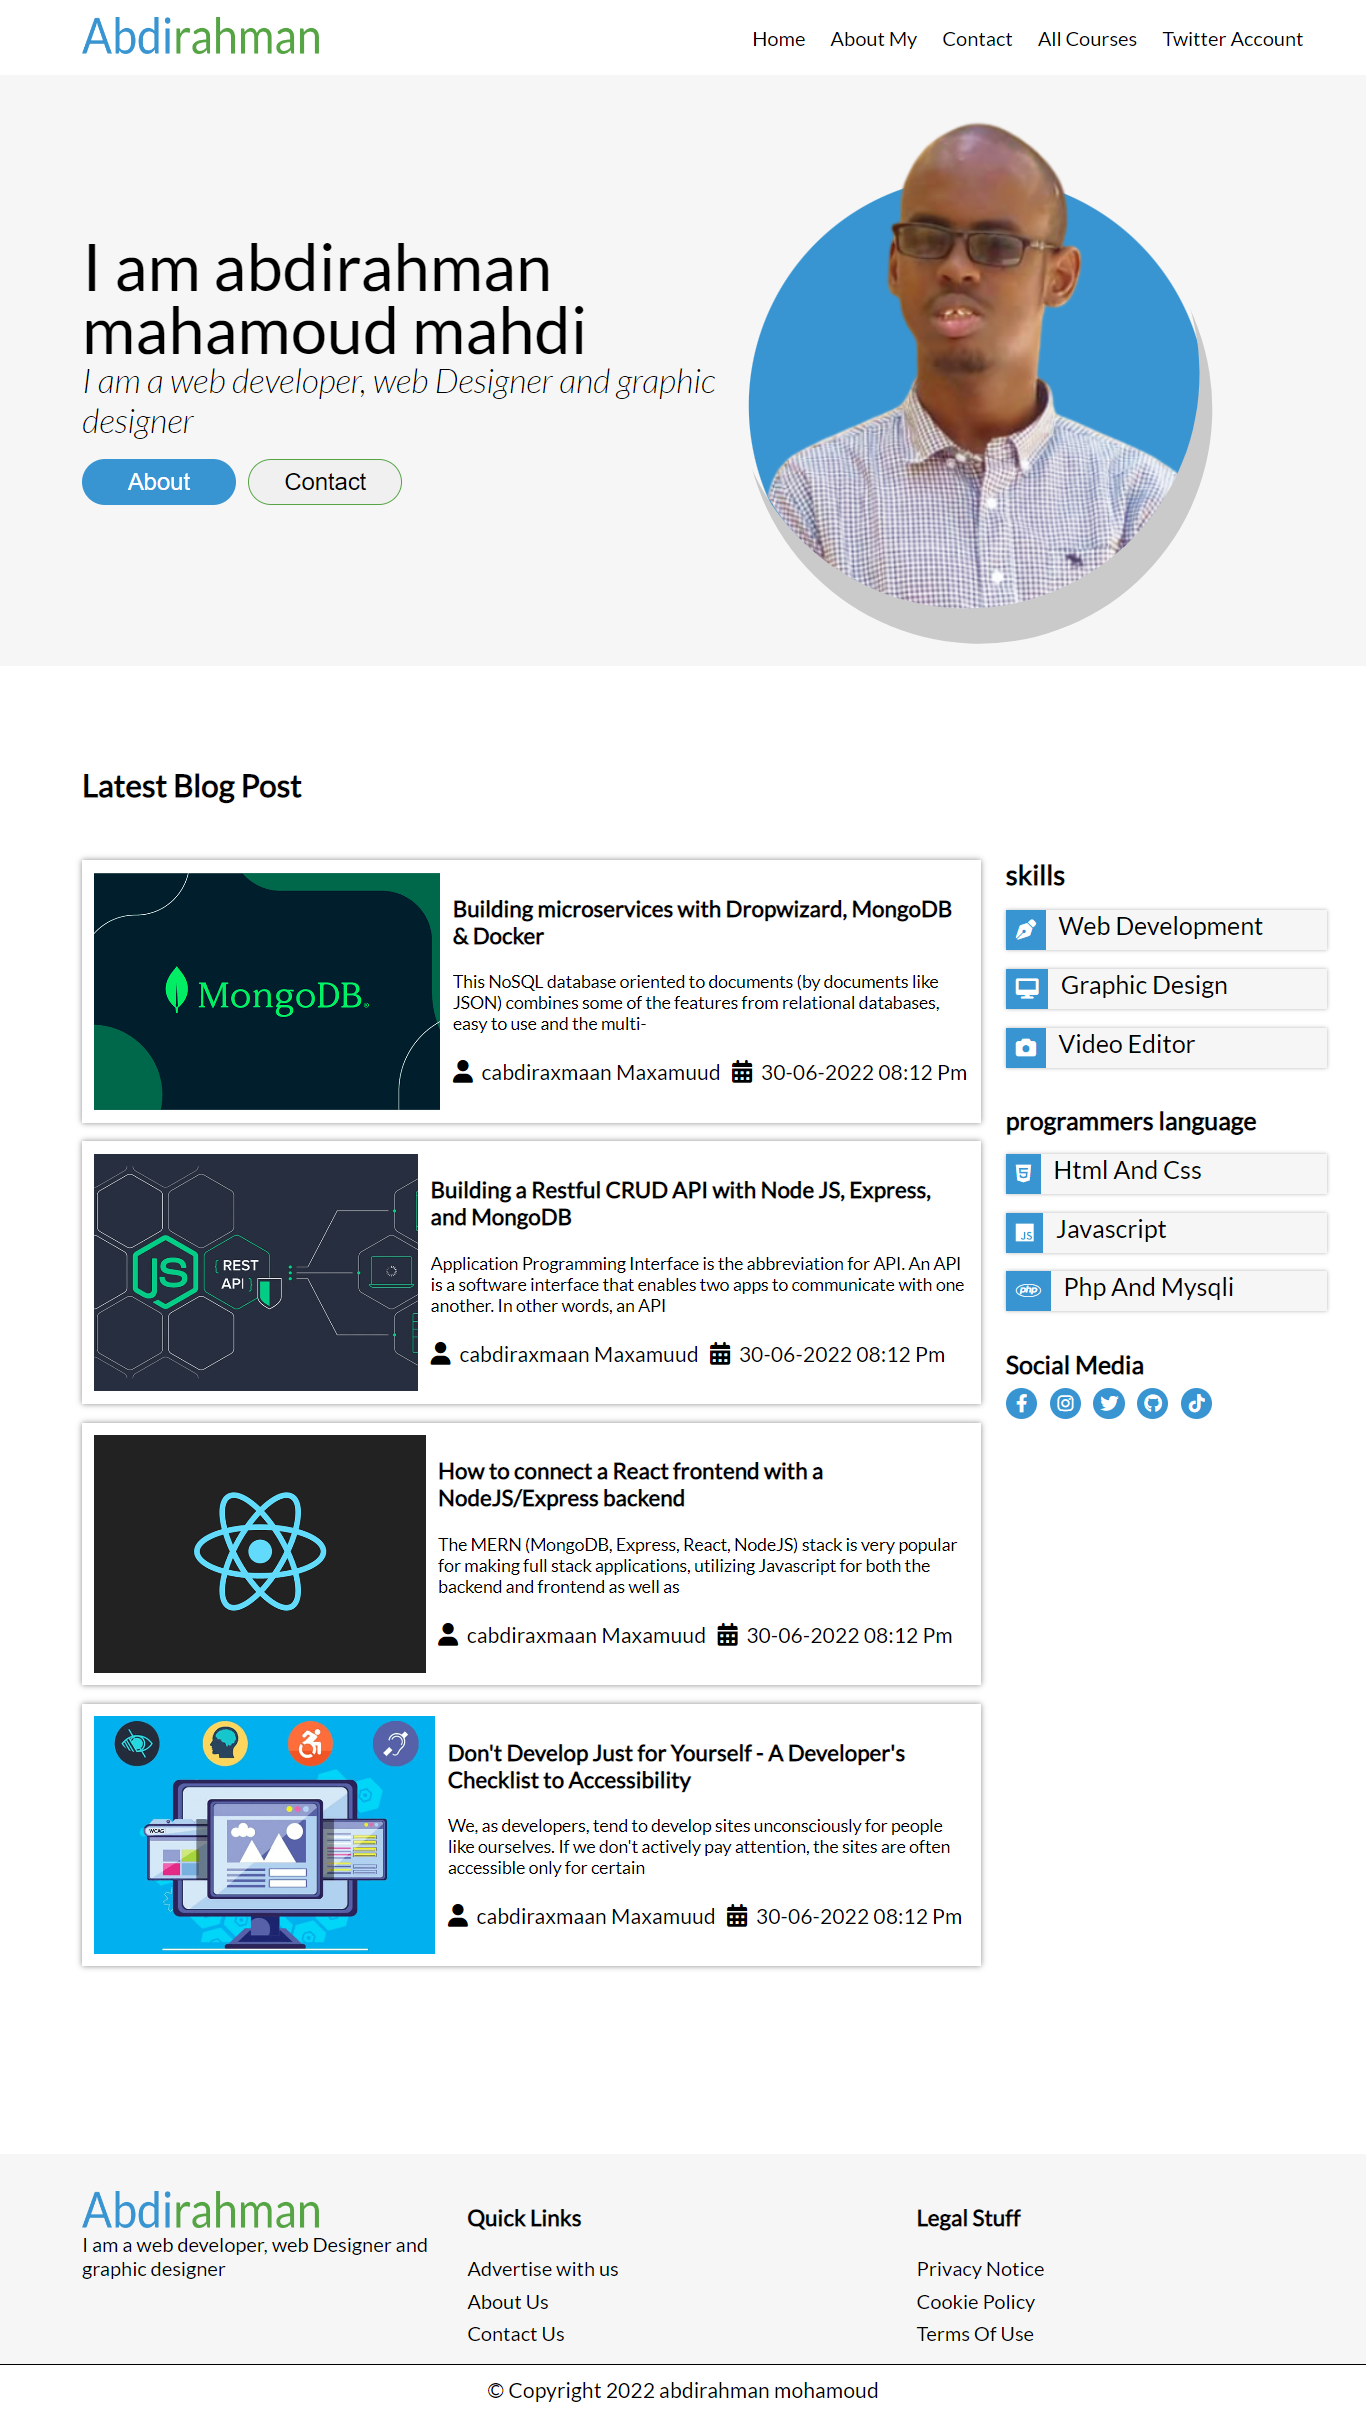 Abdirahman
Home About My Contact All Courses Twitter Account
I am abdirahman
mahamoud mahdi
I am a web developer, web Designer and graphic
designer
About Contact
Latest Blog Post
MongoDB®
Building microservices with Dropwizard, MongoDB
& Docker
This NoSQL database oriented to documents (by documents like
JSON) combines some of the features from relational databases,
easy to use and the multi-
cabdiraxmaan Maxamuud 30-06-2022 08:12 Pm
JS
{ REST
API }
Building a Restful CRUD API with Node JS, Express,
and MongoDB
Application Programming Interface is the abbreviation for API. An API
is a software interface that enables two apps to communicate with one
another. In other words, an API
cabdiraxmaan Maxamuud 30-06-2022 08:12 Pm
How to connect a React frontend with a
NodeJS/Express backend
The MERN (MongoDB, Express, React, NodeJS) stack is very popular
for making full stack applications, utilizing Javascript for both the
backend and frontend as well as
cabdiraxmaan Maxamuud 30-06-2022 08:12 Pm
WCAG
Don't Develop Just for Yourself - A Developer's
Checklist to Accessibility
We, as developers, tend to develop sites unconsciously for people
like ourselves. If we don't actively pay attention, the sites are often
accessible only for certain
cabdiraxmaan Maxamuud 30-06-2022 08:12 Pm
skills
Web Development
Graphic Design
Video Editor
programmers language
5 Html And Css
JS Javascript
php Php And Mysqli
Social Media
Abdirahman
I am a web developer, web Designer and
graphic designer
Quick Links
Advertise with us
About Us
Contact Us
Legal Stuff
Privacy Notice
Cookie Policy
Terms Of Use
© Copyright 2022 abdirahman mohamoud